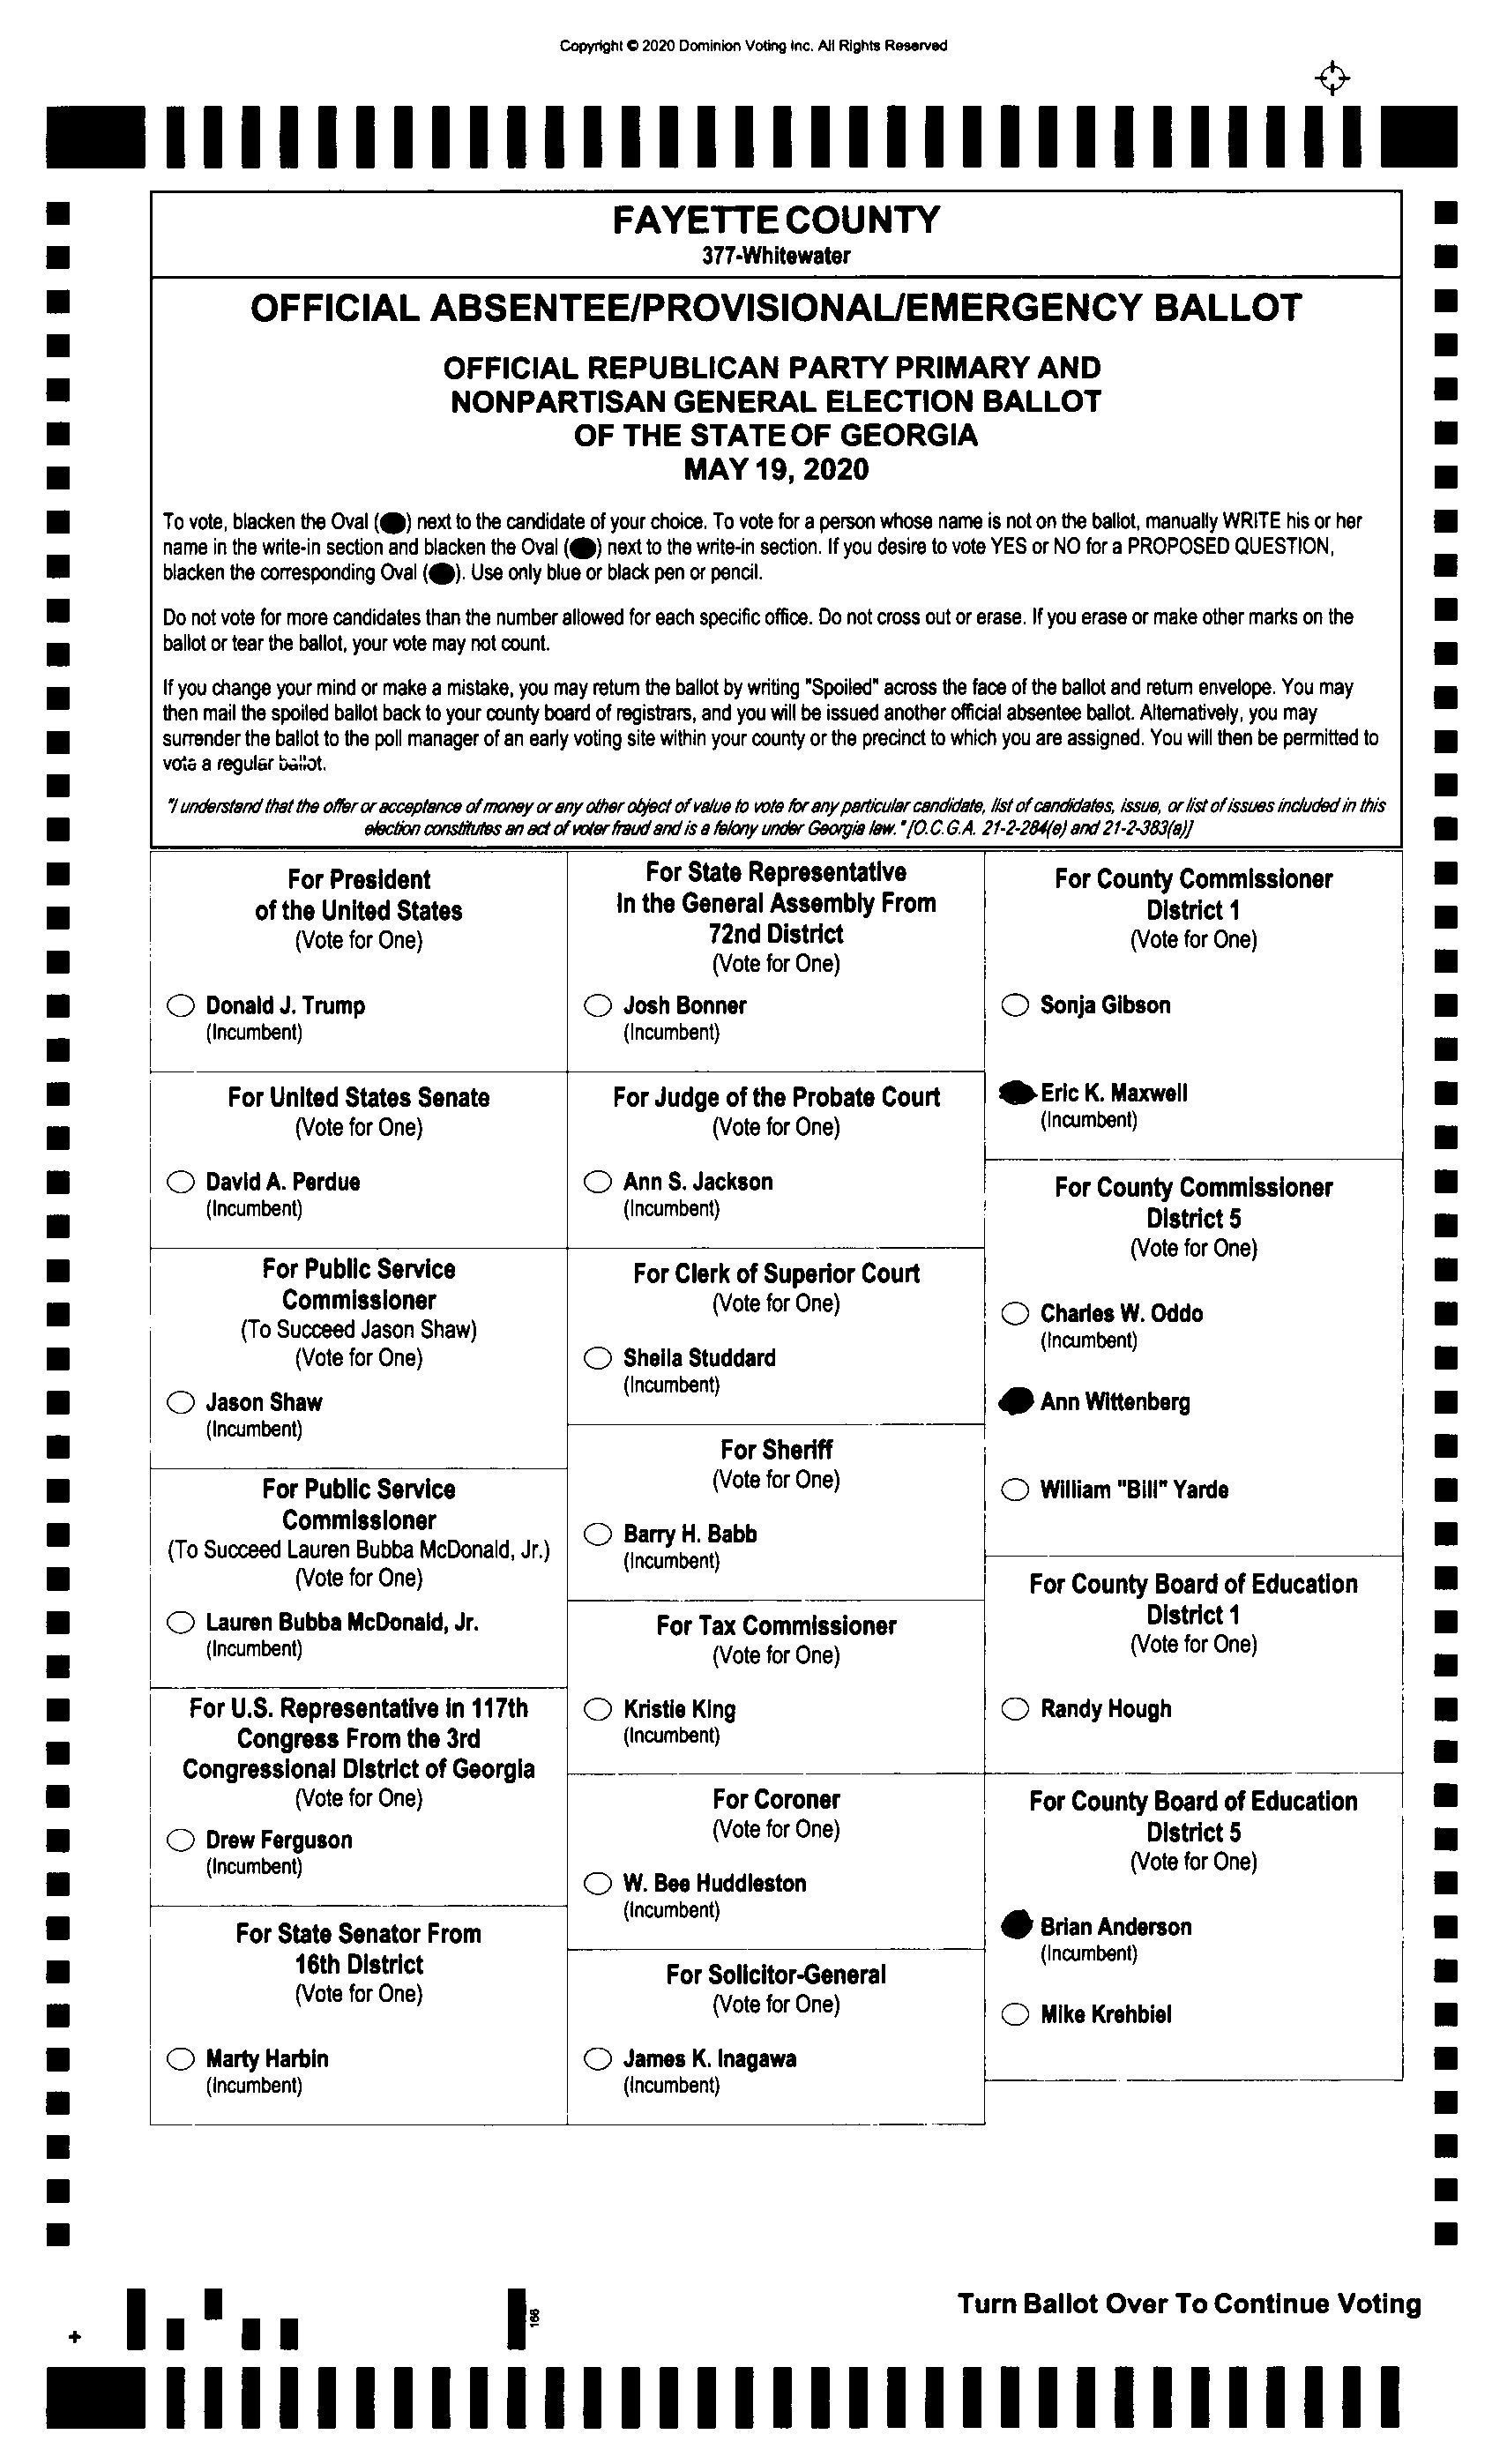 Copyright © 2020 Dominion Voting Inc. All Rights Reserved
FAYETTE COUNTY
377-Whitewater
OFFICIAL ABSENTEE/PROVISIONAL/EMERGENCY BALLOT
OFFICIAL REPUBLICAN PARTY PRIMARY AND
NONPARTISAN GENERAL ELECTION BALLOT
OF THE STATE OF GEORGIA
MAY 19, 2020
To vote, blacken the Oval (⬬) next to the candidate of your choice. To vote for a person whose name is not on the ballot, manually WRITE his or her
name in the write-in section and blacken the Oval (⬬) next to the write-in section. If you desire to vote YES or NO for a PROPOSED QUESTION,
blacken the corresponding Oval (⬬). Use only blue or black pen or pencil.
Do not vote for more candidates than the number allowed for each specific office. Do not cross out or erase. If you erase or make other marks on the
ballot or tear the ballot, your vote may not count.
If you change your mind or make a mistake, you may return the ballot by writing "Spoiled" across the face of the ballot and return envelope. You may
then mail the spoiled ballot back to your county board of registrars, and you will be issued another official absentee ballot. Alternatively, you may
surrender the ballot to the poll manager of an early voting site within your county or the precinct to which you are assigned. You will then be permitted to
vote a regular ballot.
"I understand that the offer or acceptance of money or any other object of value to vote for any particular candidate, list of candidates, issue, or list of issues included in this
election constitutes an act of voter fraud and is a felony under Georgia law." [O.C.G.A. 21-2-284(e) and 21-2-383(a)]
For President
of the United States
(Vote for One)
Donald J. Trump
(Incumbent)
For United States Senate
(Vote for One)
David A. Perdue
(Incumbent)
For Public Service
Commissioner
(To Succeed Jason Shaw)
(Vote for One)
Jason Shaw
(Incumbent)
For Public Service
Commissioner
(To Succeed Lauren Bubba McDonald, Jr.)
(Vote for One)
Lauren Bubba McDonald, Jr.
(Incumbent)
For U.S. Representative in 117th
Congress From the 3rd
Congressional District of Georgia
(Vote for One)
Drew Ferguson
(Incumbent)
For State Senator From
16th District
(Vote for One)
Marty Harbin
(Incumbent)
For State Representative
In the General Assembly From
72nd District
(Vote for One)
Josh Bonner
(Incumbent)
For Judge of the Probate Court
(Vote for One)
Ann S. Jackson
(Incumbent)
For Clerk of Superior Court
(Vote for One)
Sheila Studdard
(Incumbent)
For Sheriff
(Vote for One)
Barry H. Babb
(Incumbent)
For Tax Commissioner
(Vote for One)
Kristie King
(Incumbent)
For Coroner
(Vote for One)
W. Bee Huddleston
(Incumbent)
For Solicitor-General
(Vote for One)
James K. Inagawa
(Incumbent)
For County Commissioner
District 1
(Vote for One)
Sonja Gibson
Eric K. Maxwell
(Incumbent)
For County Commissioner
District 5
(Vote for One)
Charles W. Oddo
(Incumbent)
Ann Wittenberg
William "Bill" Yarde
For County Board of Education
District 1
(Vote for One)
Randy Hough
For County Board of Education
District 5
(Vote for One)
Brian Anderson
(Incumbent)
Mike Krehbiel
Turn Ballot Over To Continue Voting
166